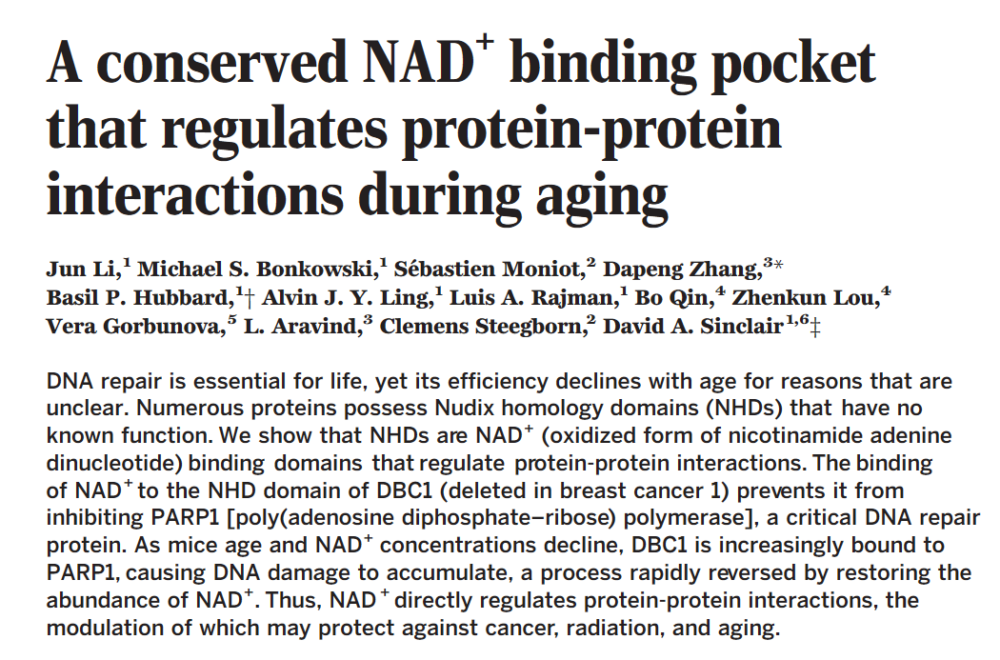 A conserved NAD⁺ binding pocket
that regulates protein-protein
interactions during aging
Jun Li,¹ Michael S. Bonkowski,¹ Sébastien Moniot,² Dapeng Zhang,³*
Basil P. Hubbard,¹† Alvin J. Y. Ling,¹ Luis A. Rajman,¹ Bo Qin,⁴ Zhenkun Lou,⁴
Vera Gorbunova,⁵ L. Aravind,³ Clemens Steegborn,² David A. Sinclair¹,⁶‡
DNA repair is essential for life, yet its efficiency declines with age for reasons that are
unclear. Numerous proteins possess Nudix homology domains (NHDs) that have no
known function. We show that NHDs are NAD⁺ (oxidized form of nicotinamide adenine
dinucleotide) binding domains that regulate protein-protein interactions. The binding
of NAD⁺ to the NHD domain of DBC1 (deleted in breast cancer 1) prevents it from
inhibiting PARP1 [poly(adenosine diphosphate–ribose) polymerase], a critical DNA repair
protein. As mice age and NAD⁺ concentrations decline, DBC1 is increasingly bound to
PARP1, causing DNA damage to accumulate, a process rapidly reversed by restoring the
abundance of NAD⁺. Thus, NAD⁺ directly regulates protein-protein interactions, the
modulation of which may protect against cancer, radiation, and aging.